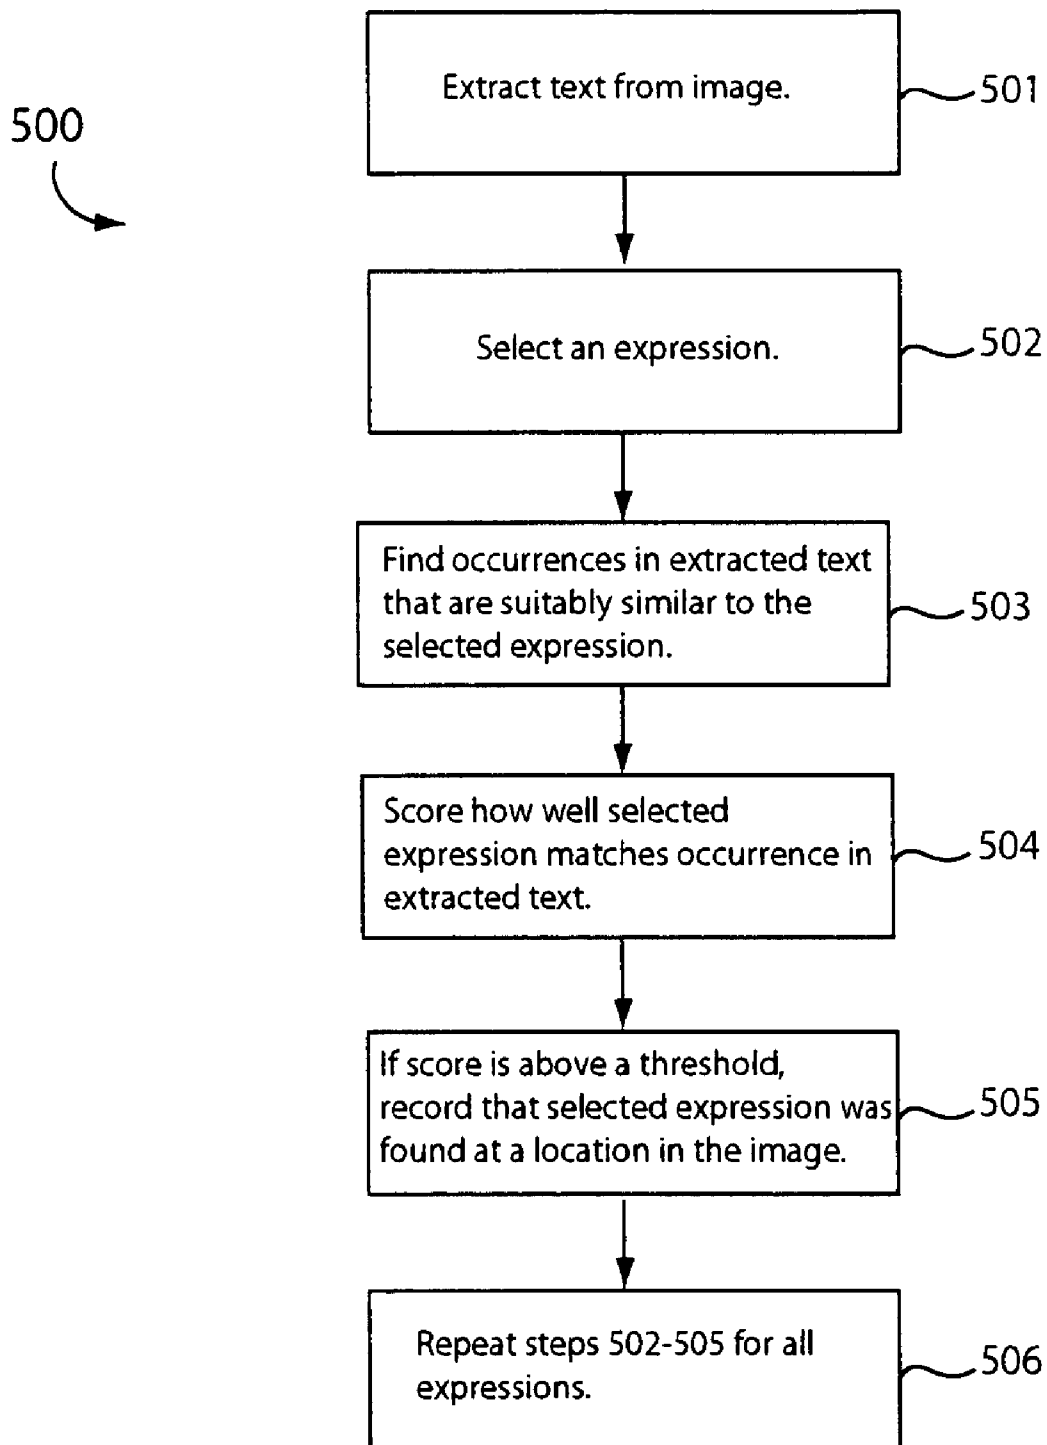 Extract text from image.
501
500
Select an expression.
502
Find occurrences in extracted text
that are suitably similar to the
selected expression.
503
Score how well selected
expression matches occurrence in
extracted text.
504
If score is above a threshold,
record that selected expression was
found at a location in the image.
505
Repeat steps 502-505 for all
expressions.
506